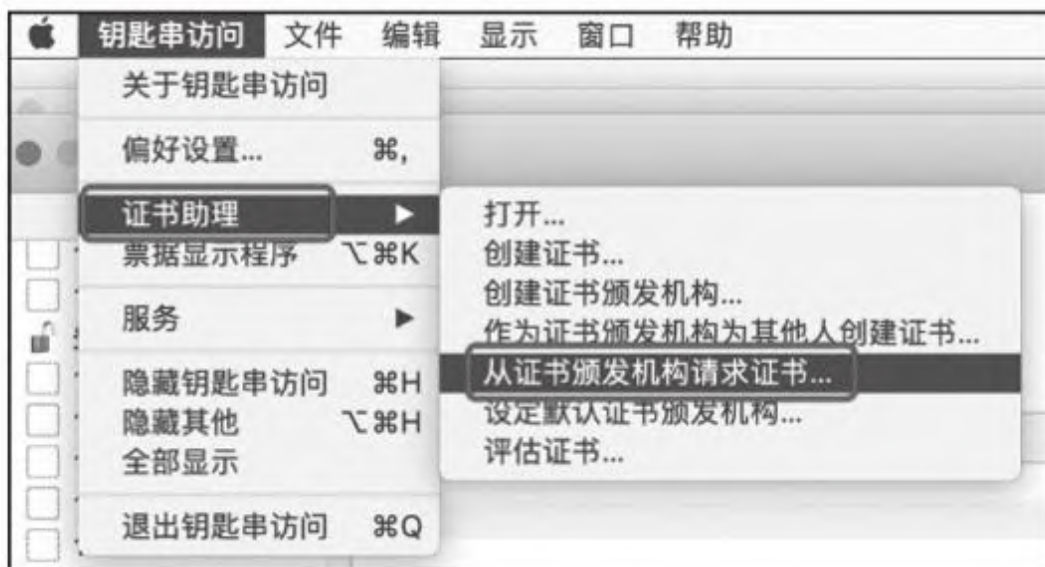 钥匙串访问 文件 编辑 显示 窗口 帮助
关于钥匙串访问
偏好设置... ⌘,
证书助理 ▶
票据显示程序 ⌥⌘K
服务 ▶
隐藏钥匙串访问 ⌘H
隐藏其他 ⌥⌘H
全部显示
退出钥匙串访问 ⌘Q
打开...
创建证书...
创建证书颁发机构...
作为证书颁发机构为其他人创建证书...
从证书颁发机构请求证书...
设定默认证书颁发机构...
评估证书...